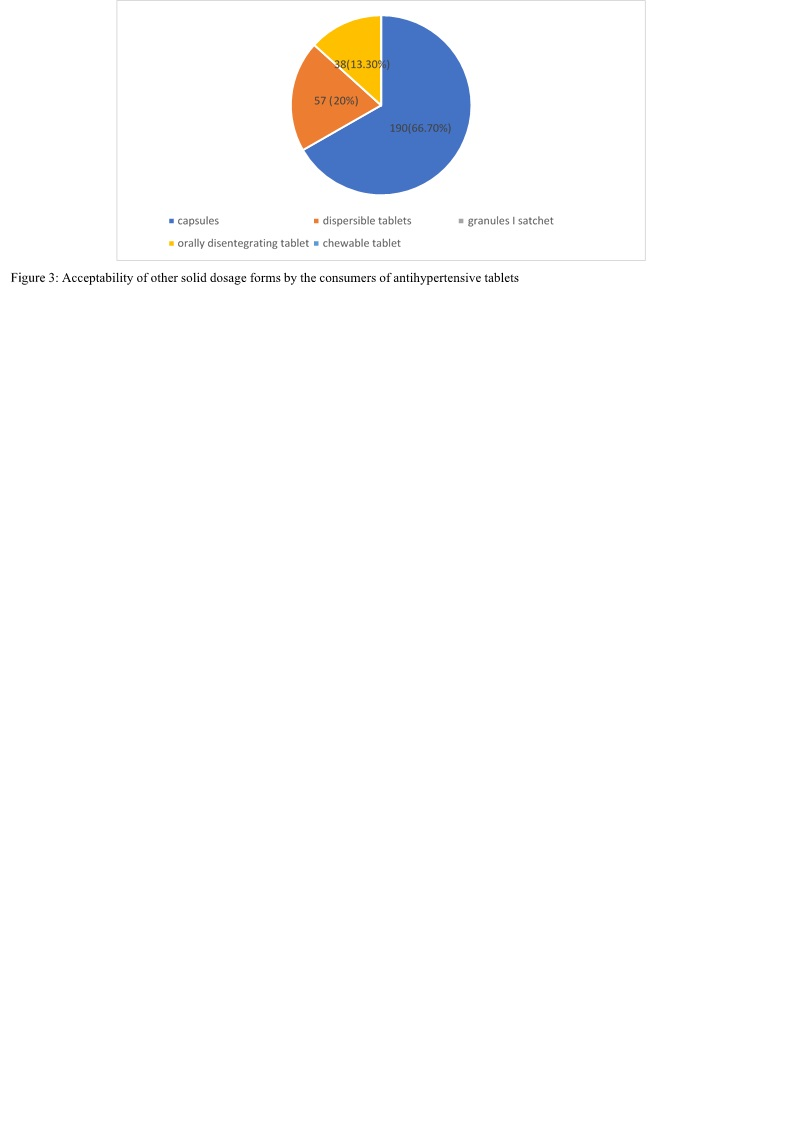 38(13.30%)
57 (20%)
190(66.70%)
capsules dispersible tablets granules I satchet
orally disentegrating tablet chewable tablet
Figure 3: Acceptability of other solid dosage forms by the consumers of antihypertensive tablets